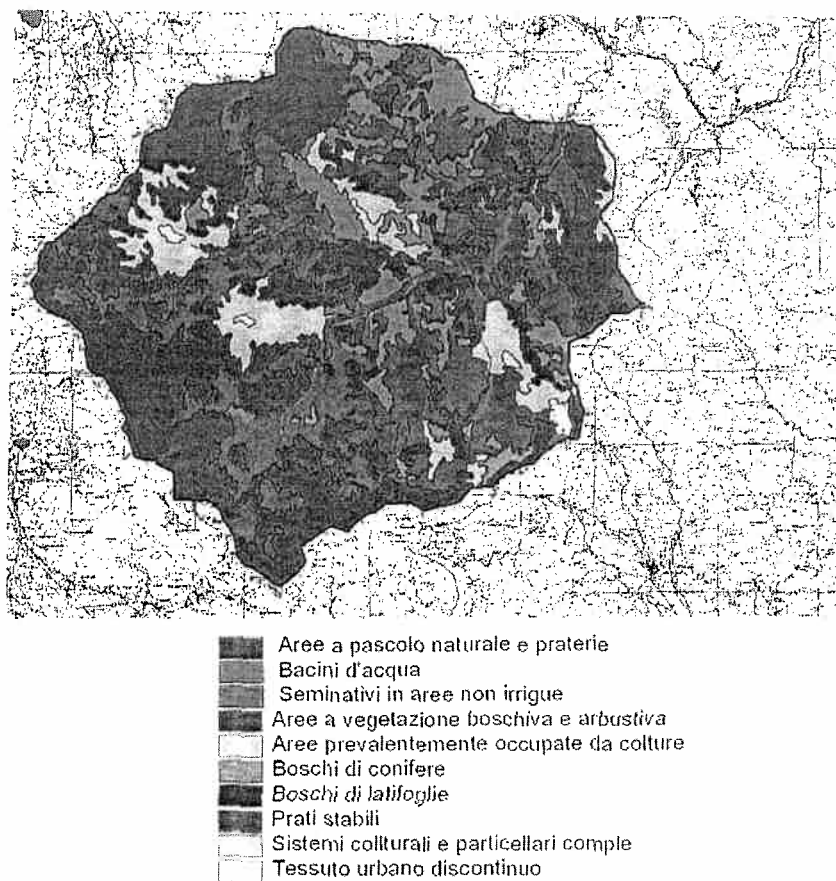 Aree a pascolo naturale e praterie
Bacini d'acqua
Seminativi in aree non irrigue
Aree a vegetazione boschiva e arbustiva
Aree prevalentemente occupate da colture
Boschi di conifere
Boschi di latifoglie
Prati stabili
Sistemi collturali e particellari comple
Tessuto urbano discontinuo